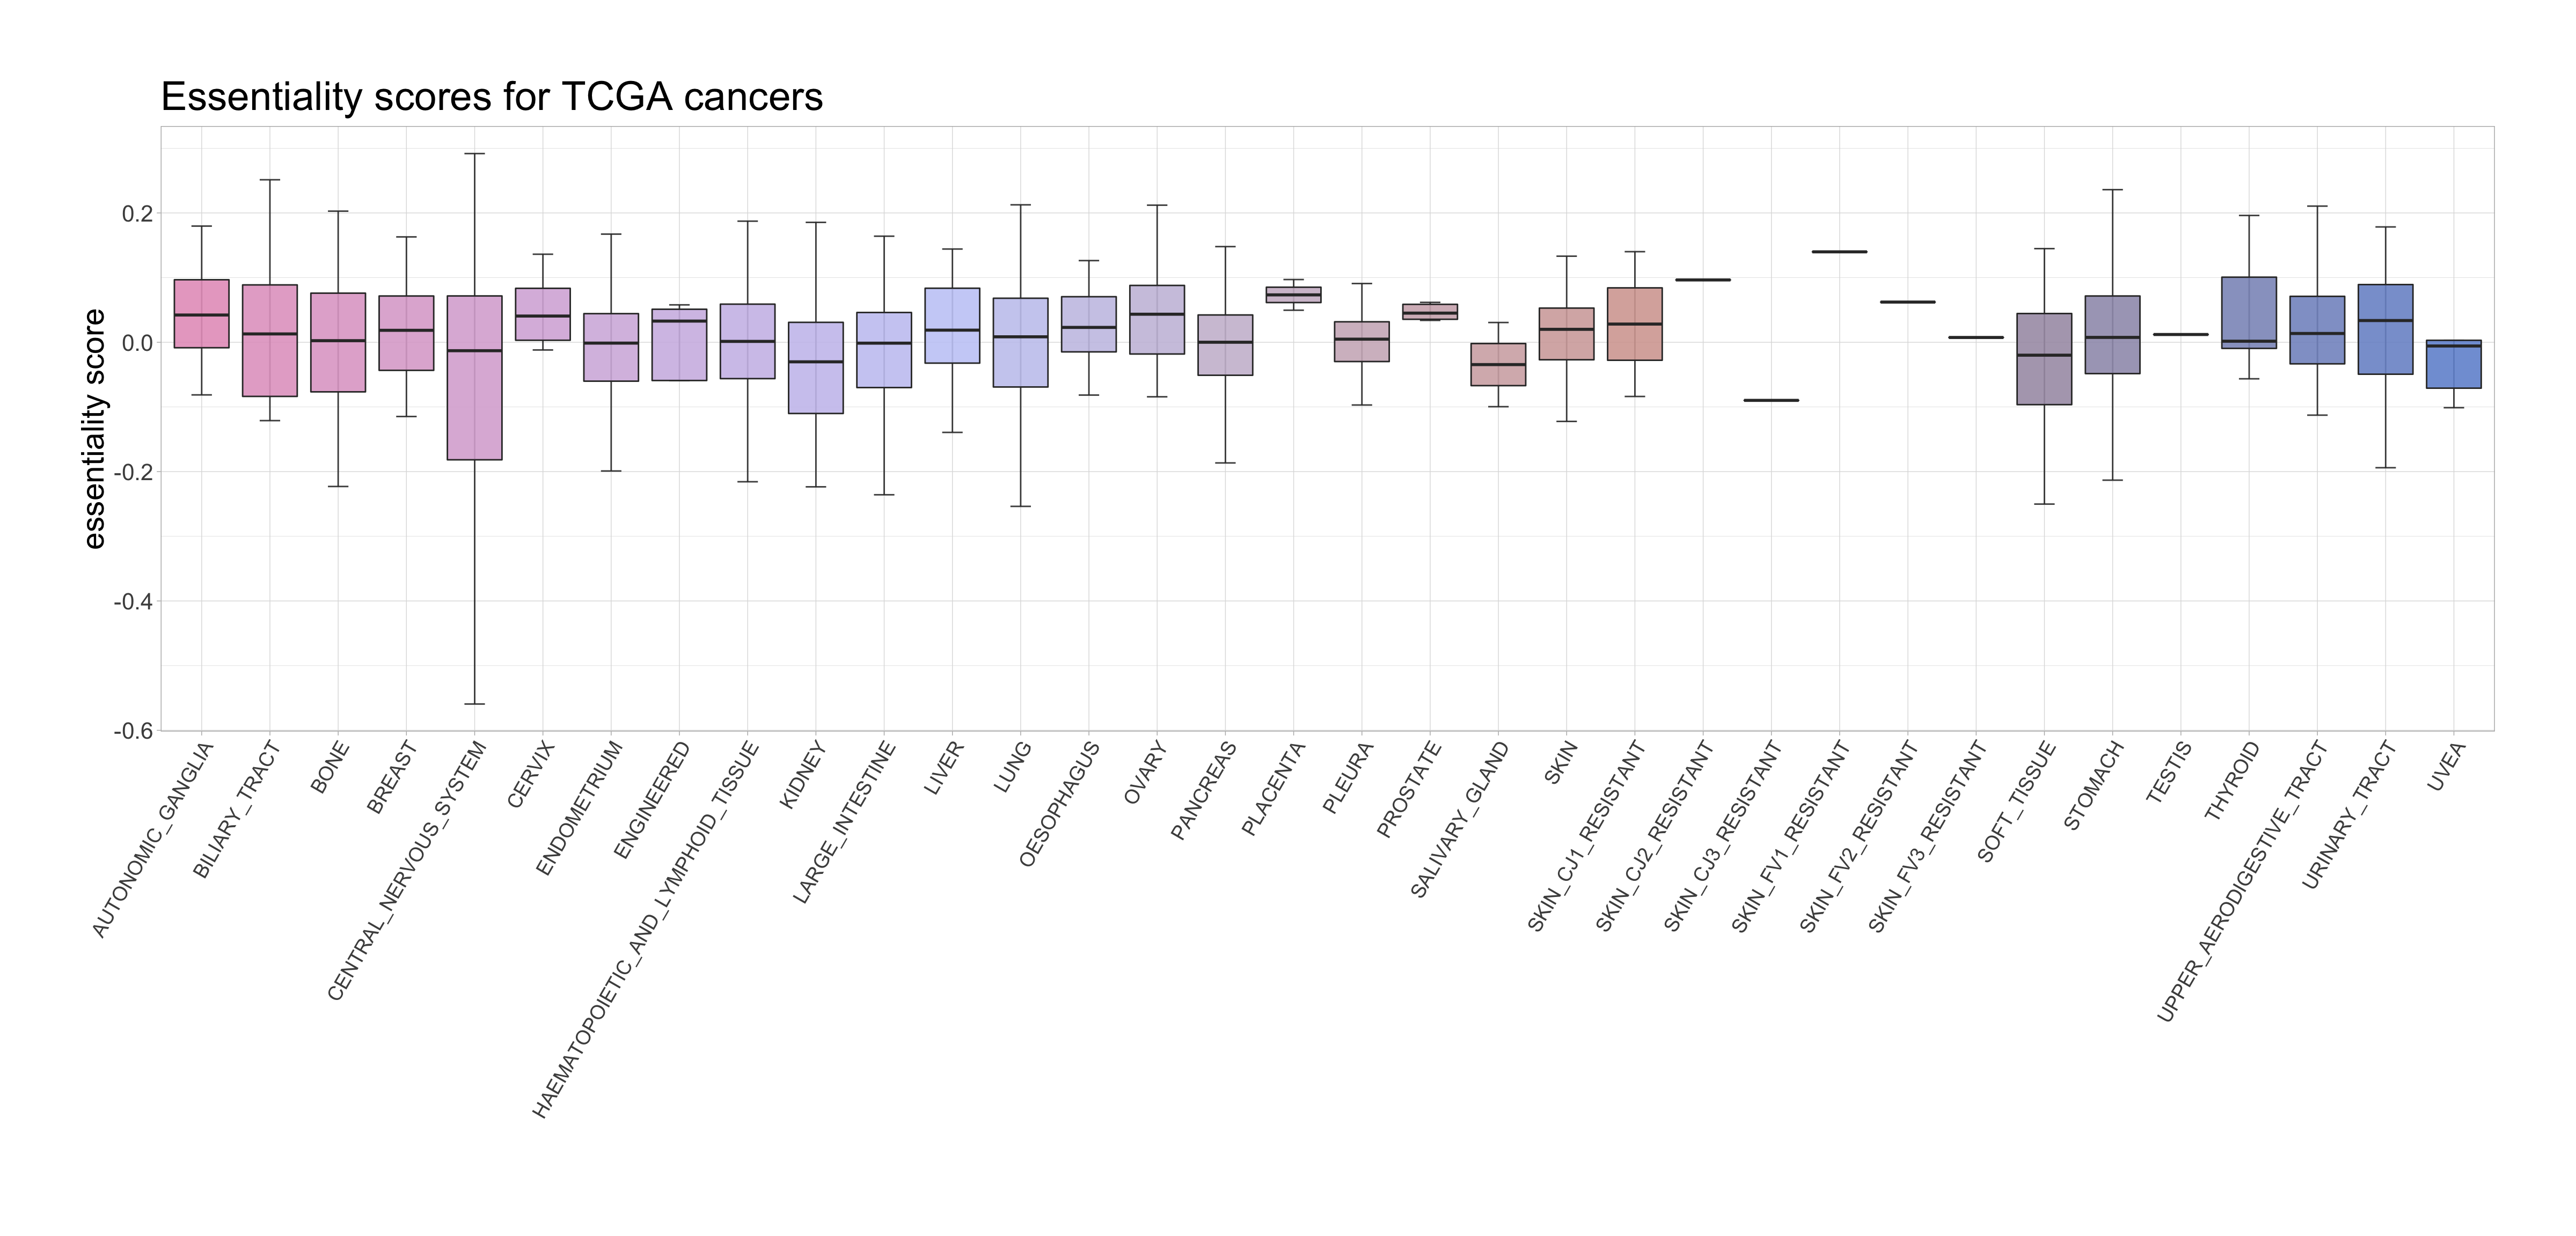 Essentiality scores for TCGA cancers
essentiality score
0.2
0.0
-0.2
-0.4
-0.6
AUTONOMIC_GANGLIA
BILIARY_TRACT
BONE
BREAST
CENTRAL_NERVOUS_SYSTEM
CERVIX
ENDOMETRIUM
ENGINEERED
HAEMATOPOIETIC_AND_LYMPHOID_TISSUE
KIDNEY
LARGE_INTESTINE
LIVER
LUNG
OESOPHAGUS
OVARY
PANCREAS
PLACENTA
PLEURA
PROSTATE
SALIVARY_GLAND
SKIN
SKIN_CJ1_RESISTANT
SKIN_CJ2_RESISTANT
SKIN_CJ3_RESISTANT
SKIN_FV1_RESISTANT
SKIN_FV2_RESISTANT
SKIN_FV3_RESISTANT
SOFT_TISSUE
STOMACH
TESTIS
THYROID
UPPER_AERODIGESTIVE_TRACT
URINARY_TRACT
UVEA